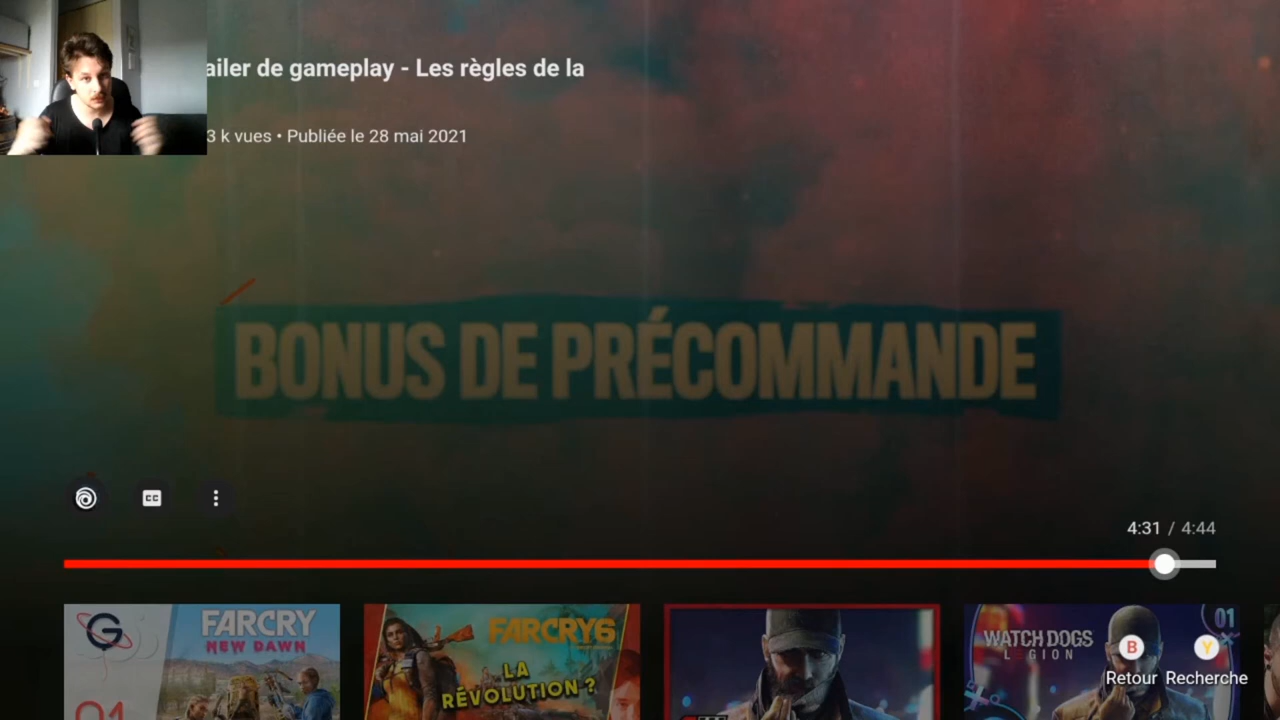 ailer de gameplay - Les règles de la
3 k vues • Publiée le 28 mai 2021
BONUS DE PRÉCOMMANDE
CC
4:31 / 4:44
G
01
FARCRY
NEW DAWN
FARCRY6
LA
RÉVOLUTION ?
WATCH DOGS
LEGION
01
B
Y
Retour Recherche